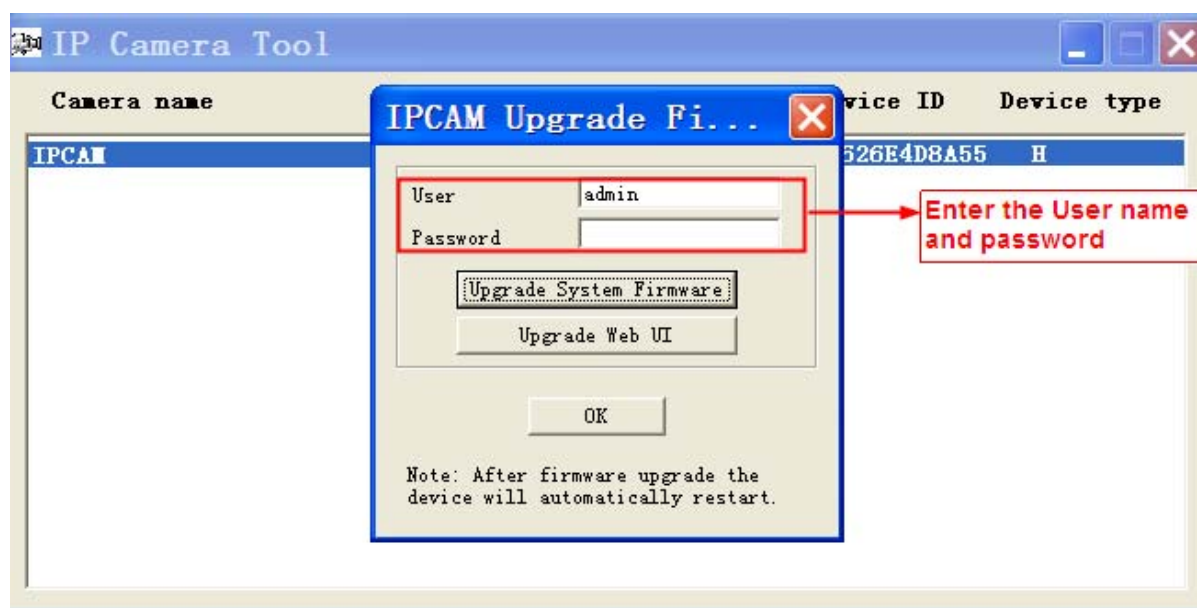 IP Camera Tool
Camera name
vice ID Device type
IPCAM
626E4D8A55 H
IPCAM Upgrade Fi...
User admin
Password
Enter the User name
and password
Upgrade System Firmware
Upgrade Web UI
OK
Note: After firmware upgrade the
device will automatically restart.